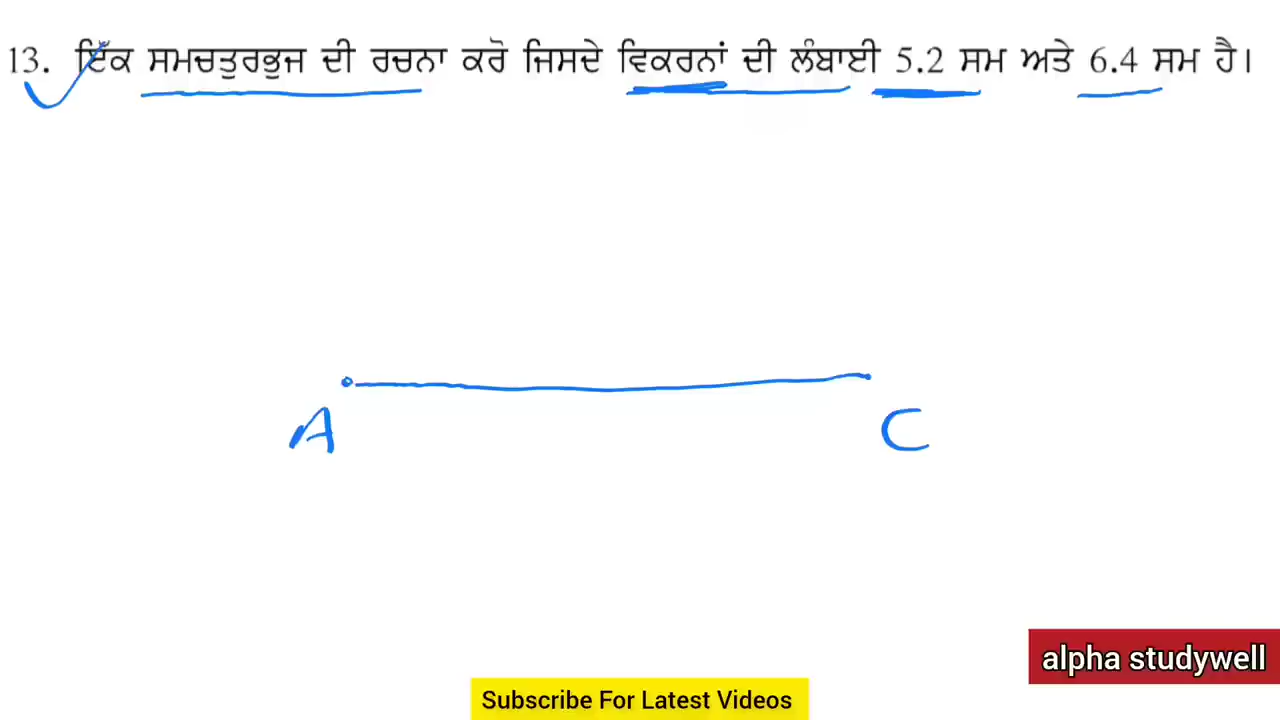 13. ਇੱਕ ਸਮਚਤੁਰਭੁਜ ਦੀ ਰਚਨਾ ਕਰੋ ਜਿਸਦੇ ਵਿਕਰਨਾਂ ਦੀ ਲੰਬਾਈ 5.2 ਸਮ ਅਤੇ 6.4 ਸਮ ਹੈ।
A C
alpha studywell
Subscribe For Latest Videos